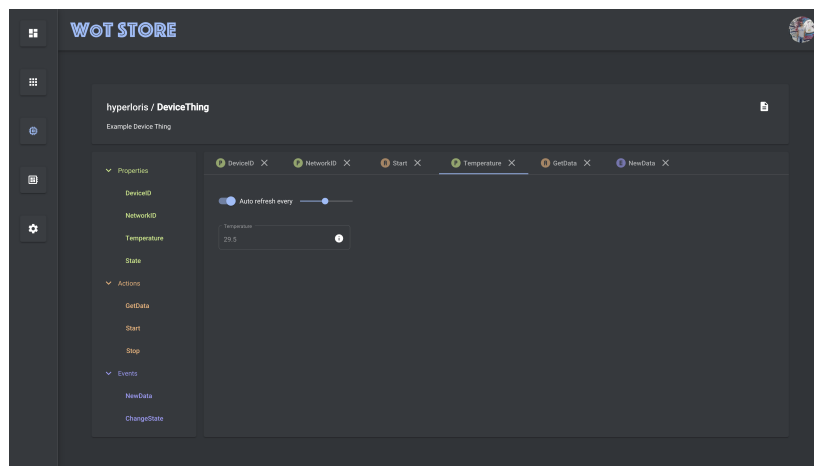 WOT STORE
hyperloris / DeviceThing
Example Device Thing
Properties
DeviceID
NetworkID
Temperature
State
Actions
GetData
Start
Stop
Events
NewData
ChangeState
P DeviceID
P NetworkID
A Start
P Temperature
A GetData
E NewData
Auto refresh every
Temperature
29.5